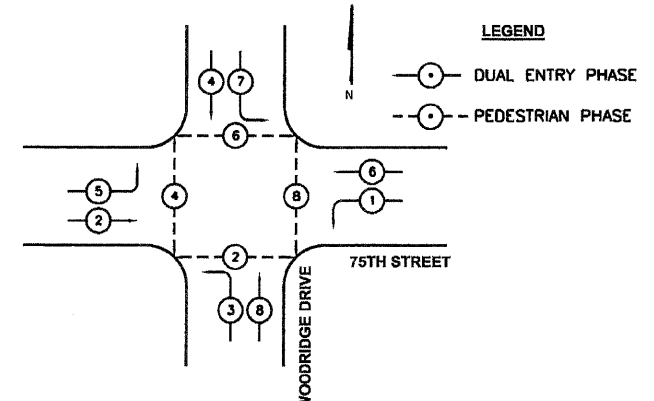 LEGEND
DUAL ENTRY PHASE
PEDESTRIAN PHASE
N
4 7
6
5
2
4
8
6
1
2
3 8
75TH STREET
WOODRIDGE DRIVE